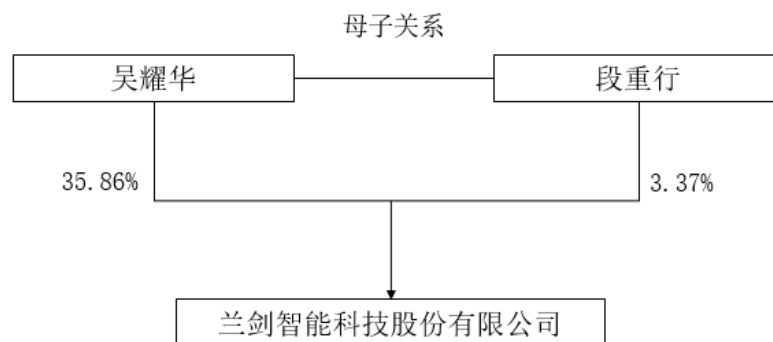 母子关系
吴耀华
段重行
35.86%
3.37%
兰剑智能科技股份有限公司